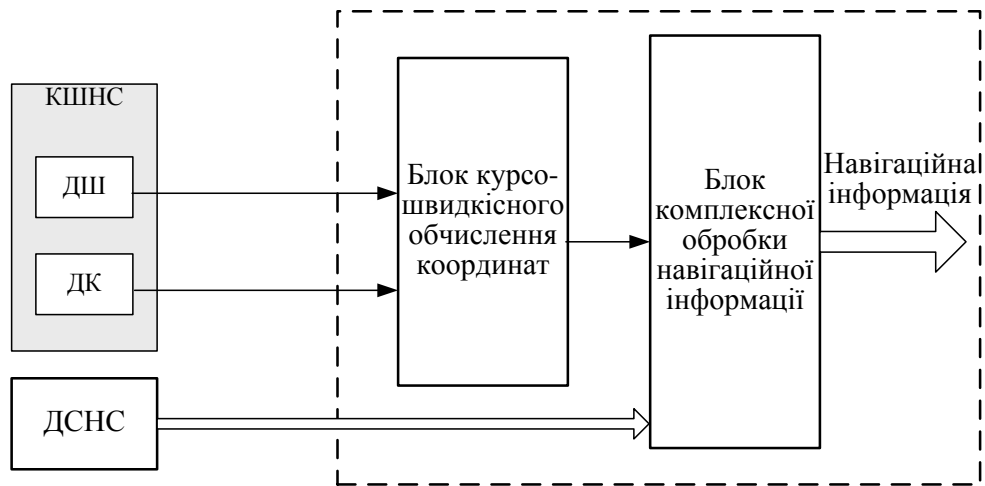 КШНС
ДШ
ДК
ДСНС
Блок курсо-
швидкісного
обчислення
координат
Блок
комплексної
обробки
навігаційної
інформації
Навігаційна
інформація